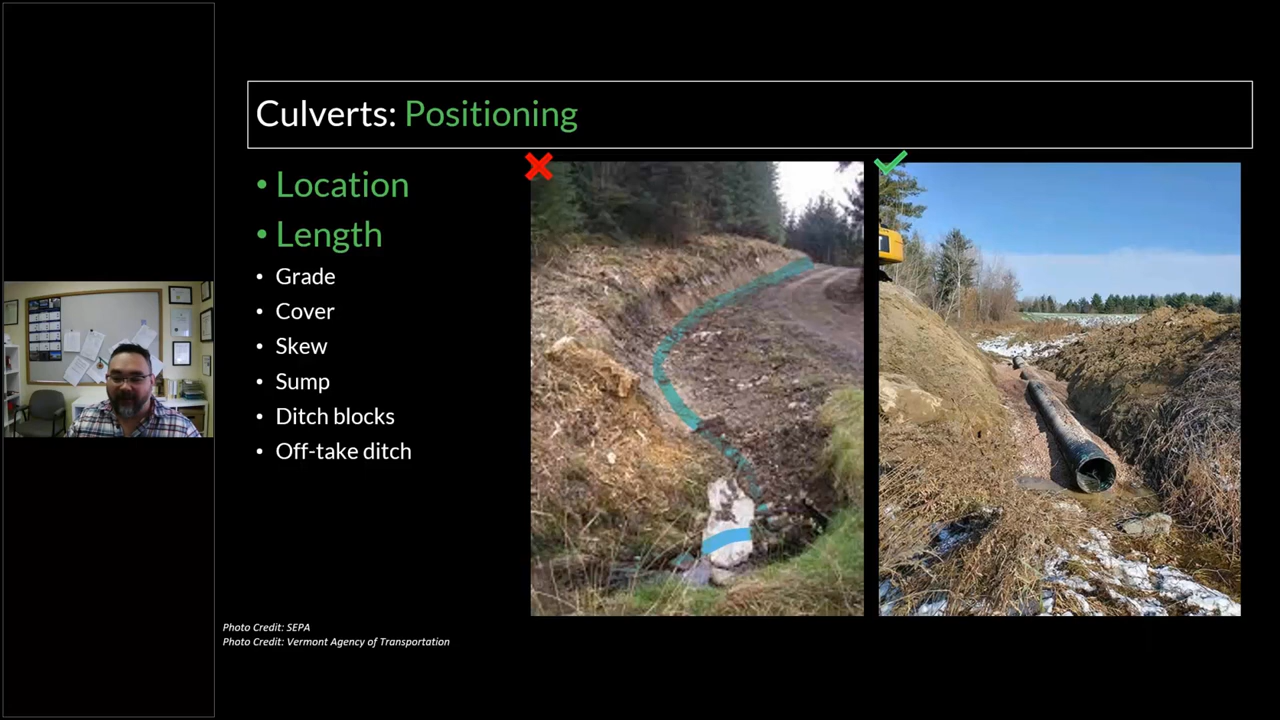 Culverts: Positioning
• Location
• Length
• Grade
• Cover
• Skew
• Sump
• Ditch blocks
• Off-take ditch
Photo Credit: SEPA
Photo Credit: Vermont Agency of Transportation